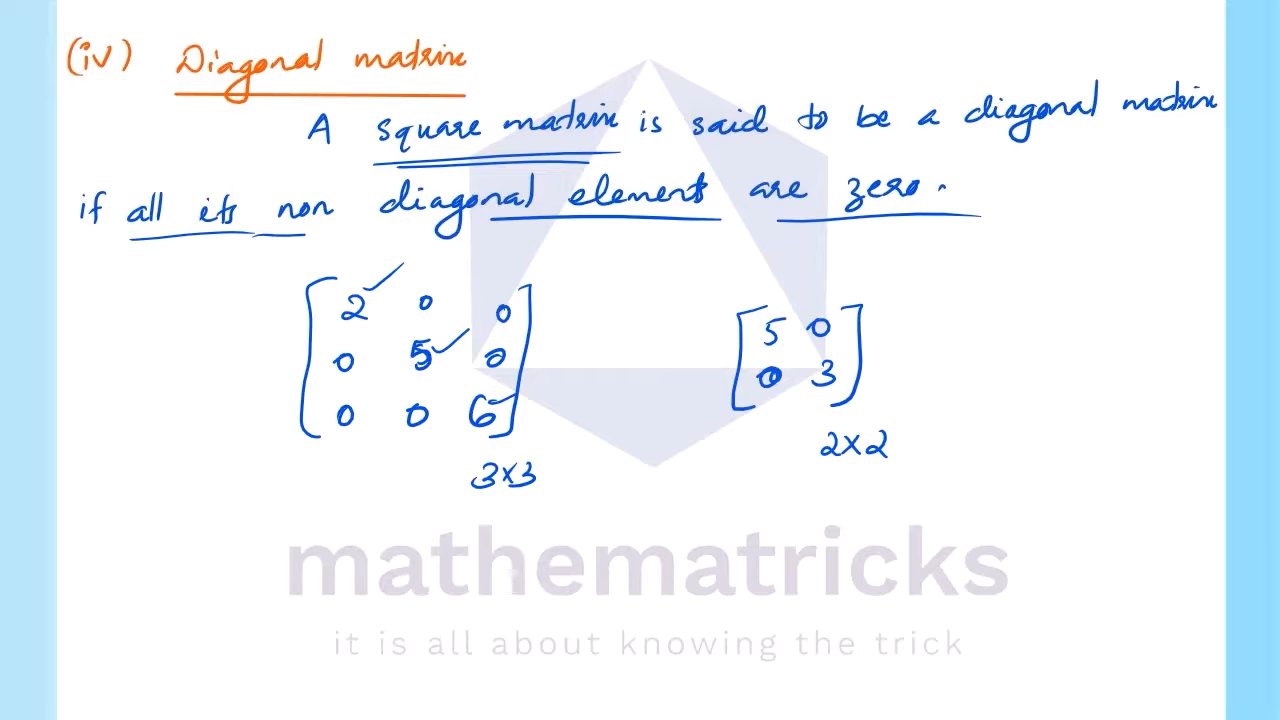 (iv) Diagonal matrix
A square matrix is said to be a diagonal matrix
if all its non diagonal element are zero.
2 0 0
0 5 0
0 0 6
3×3
5 0
0 3
2×2
mathematricks
it is all about knowing the trick